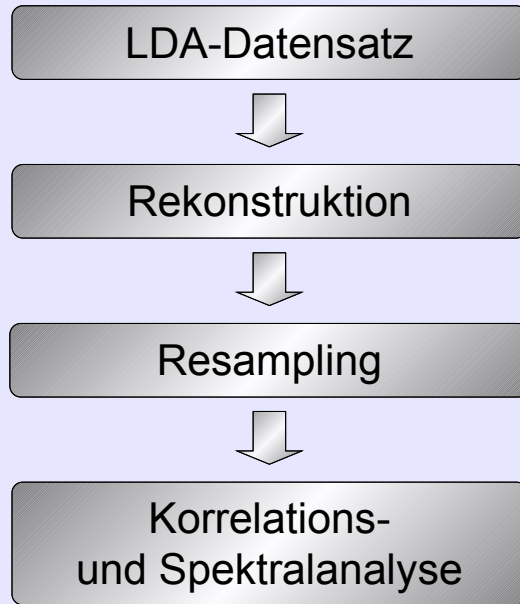 LDA-Datensatz
Rekonstruktion
Resampling
Korrelations-
und Spektralanalyse